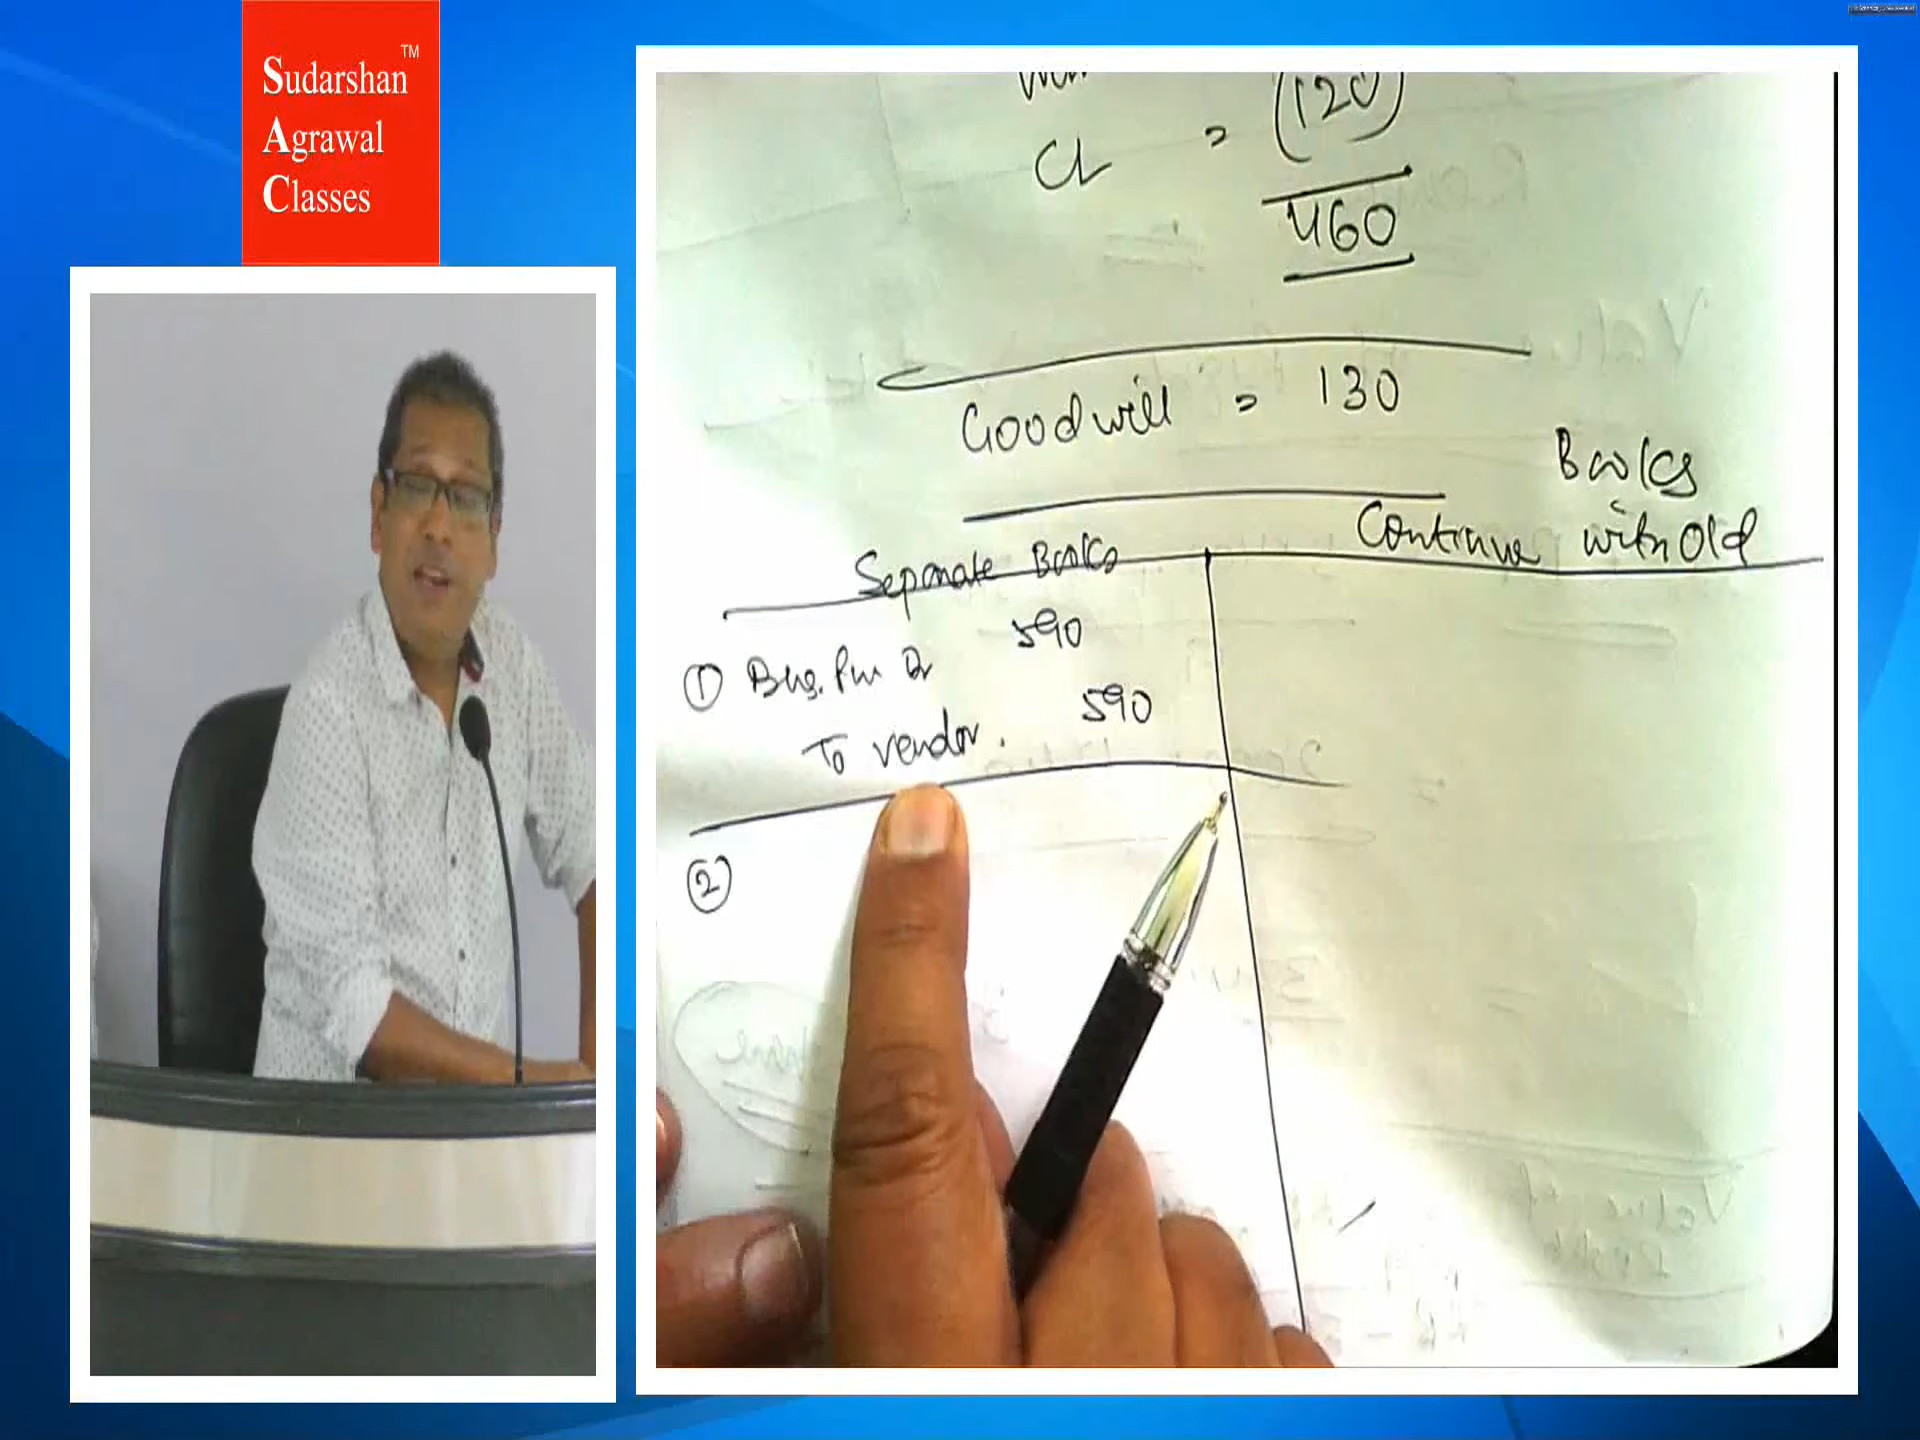 Sudarshan™
Agrawal
Classes
(120)
CL =
460
Goodwill = 130
Books
Separate Books
Continue with Old
① Bus. Pur Dr 590
To vendor. 590
②